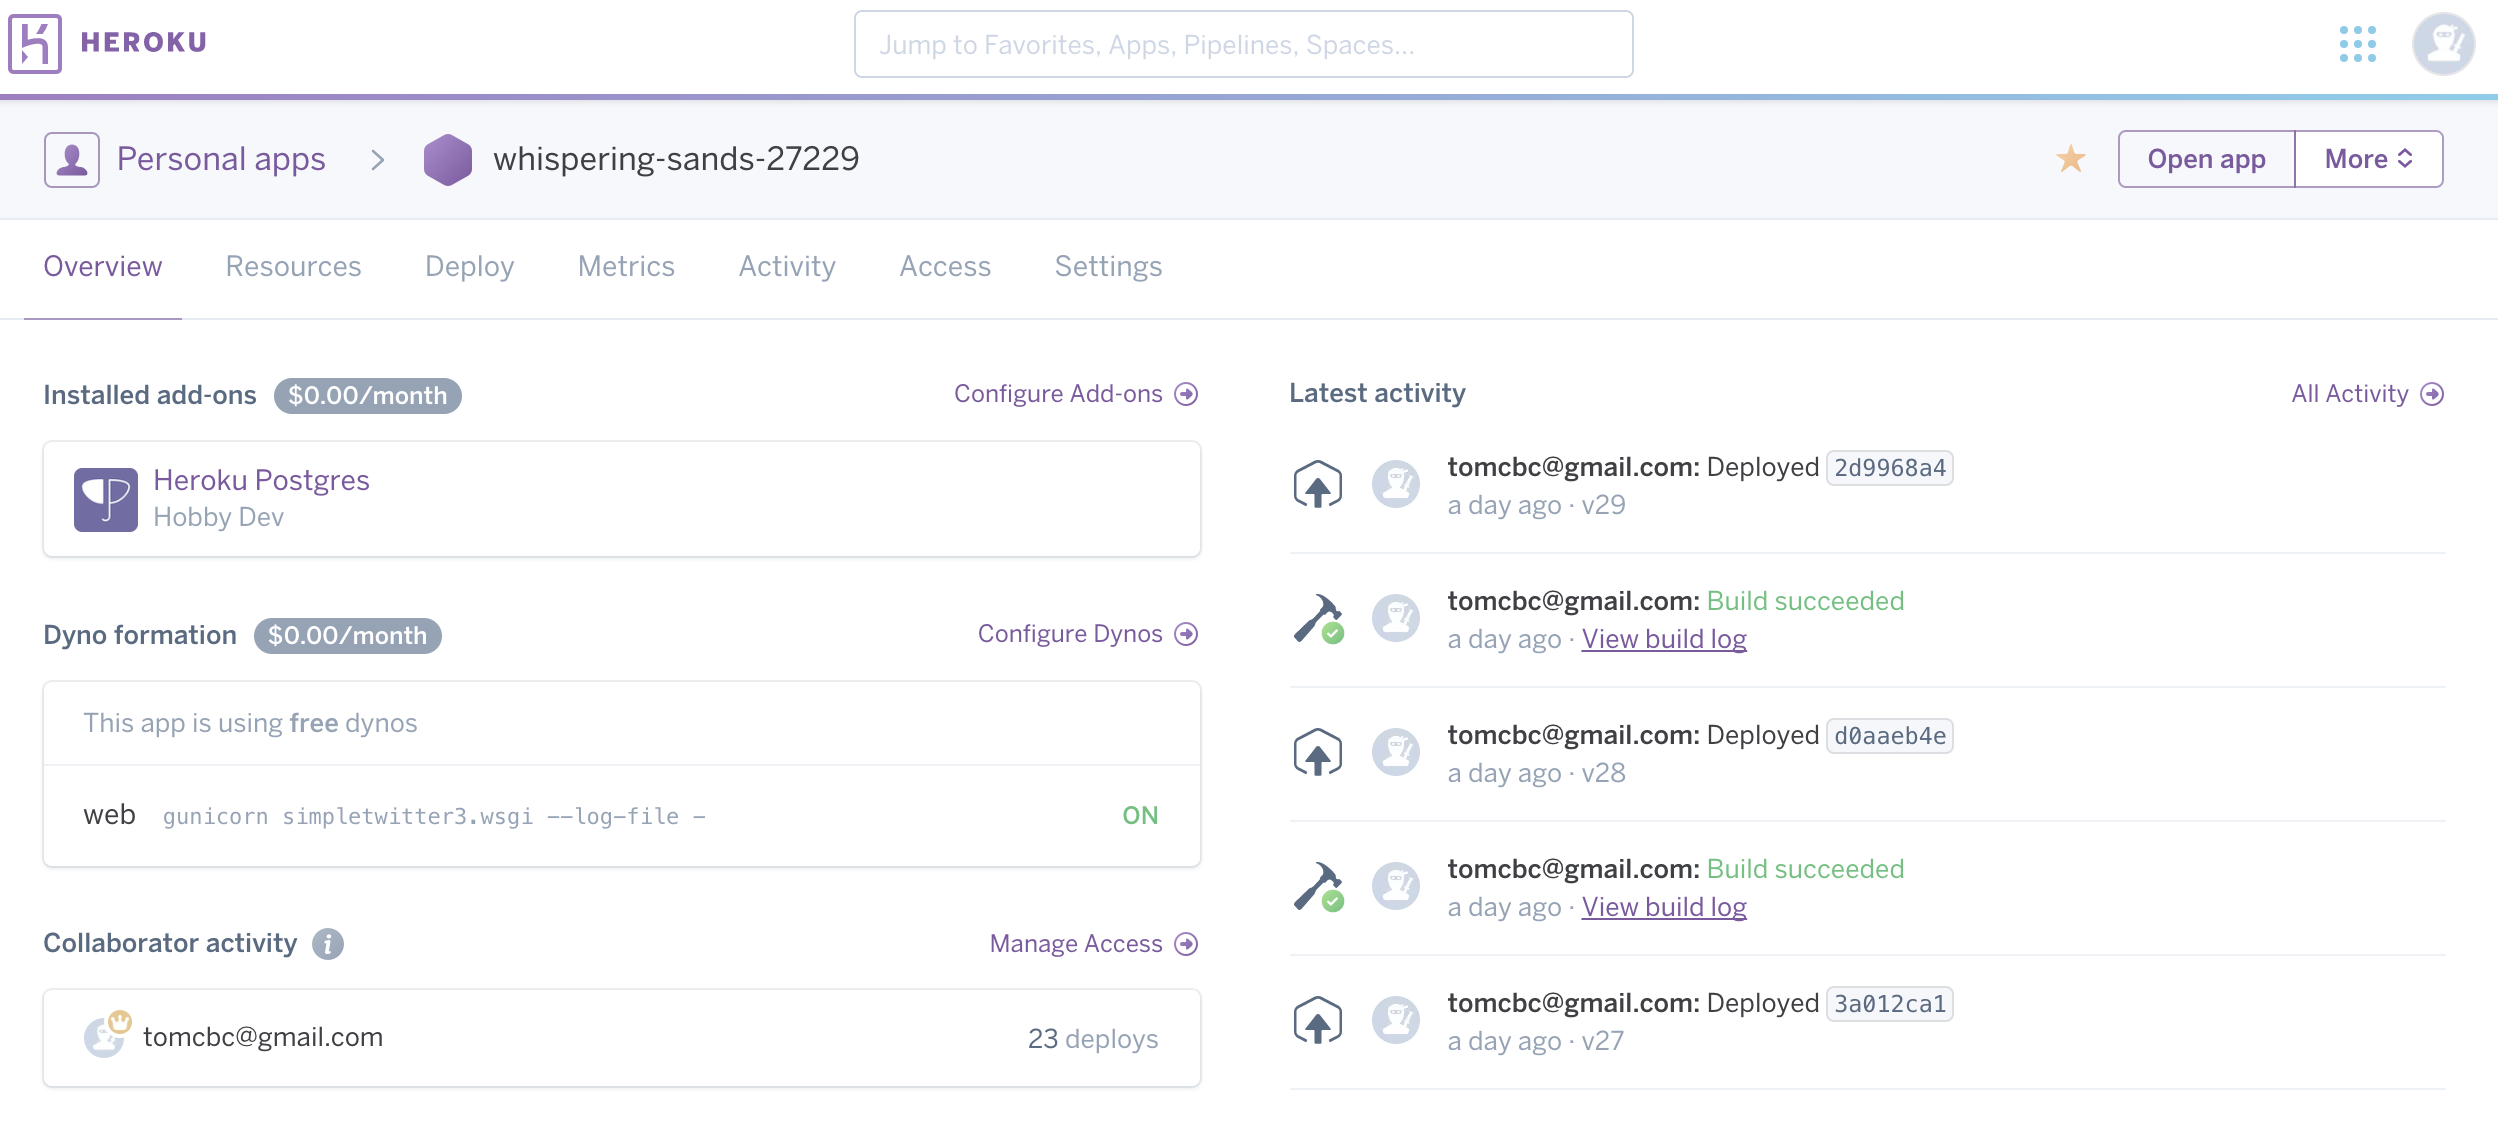 HEROKU
Jump to Favorites, Apps, Pipelines, Spaces...
Personal apps
whispering-sands-27229
Open app
More
Overview
Resources
Deploy
Metrics
Activity
Access
Settings
Installed add-ons
$0.00/month
Configure Add-ons
Heroku Postgres
Hobby Dev
Dyno formation
$0.00/month
Configure Dynos
This app is using free dynos
web gunicorn simpletwitter3.wsgi --log-file -
ON
Collaborator activity
i
Manage Access
tomcbc@gmail.com
23 deploys
Latest activity
All Activity
tomcbc@gmail.com: Deployed 2d9968a4
a day ago · v29
tomcbc@gmail.com: Build succeeded
a day ago · View build log
tomcbc@gmail.com: Deployed d0aaeb4e
a day ago · v28
tomcbc@gmail.com: Build succeeded
a day ago · View build log
tomcbc@gmail.com: Deployed 3a012ca1
a day ago · v27